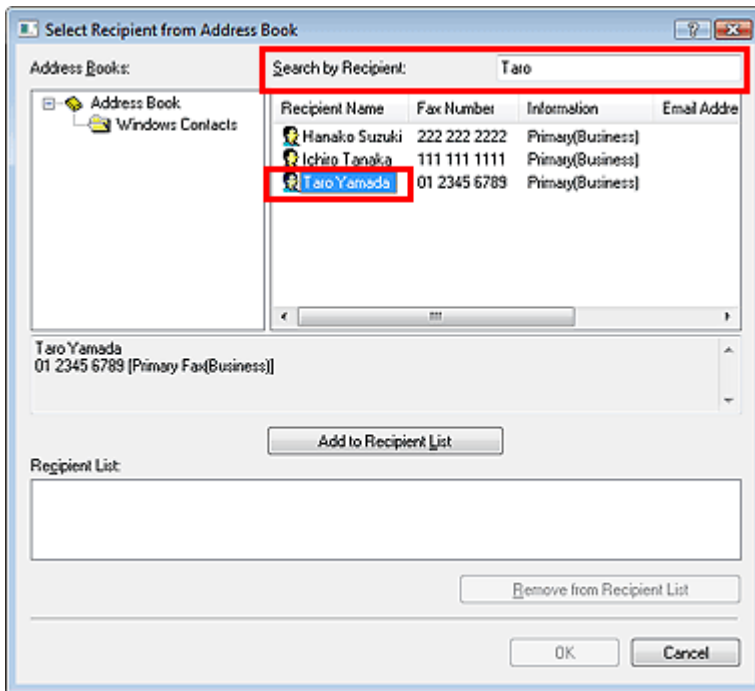 Select Recipient from Address Book
Address Books:
Search by Recipient: Taro
Address Book
Windows Contacts
Recipient Name Fax Number Information Email Addre
Hanako Suzuki 222 222 2222 Primary(Business)
Ichiro Tanaka 111 111 1111 Primary(Business)
Taro Yamada 01 2345 6789 Primary(Business)
Taro Yamada
01 2345 6789 [Primary Fax(Business)]
Add to Recipient List
Recipient List:
Remove from Recipient List
OK Cancel